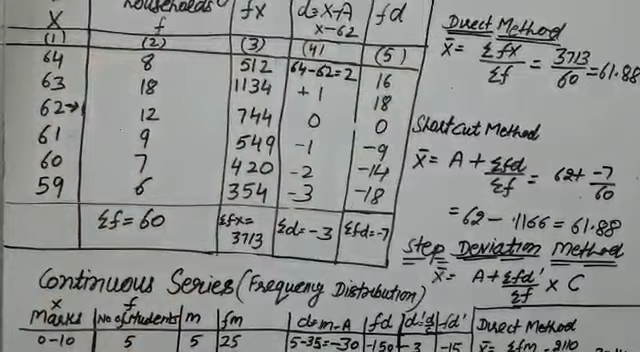 X households fx d=X-A fd
f x-62
(1) (2) (3) (4) (5)
64 8 512 64-62=2 16
63 18 1134 +1 18
62→ 12 744 0 0
61 9 549 -1 -9
60 7 420 -2 -14
59 6 354 -3 -18
Σf=60 Σfx=3713 Σd=-3 Σfd=-7
Direct Method
x̄ = Σfx/Σf = 3713/60 = 61.88
Shortcut Method
x̄ = A + Σfd/Σf = 62+ -7/60
= 62 - .1166 = 61.88
Step Deviation Method
x̄ = A + Σfd'/Σf × C
Continuous Series (Frequency Distribution)
x f
Marks No of students m fm d=m-A fd d'=d/c fd' Direct Method
0-10 5 5 25 5-35=-30 -150 -3 -15 x̄ = Σfm = 2110